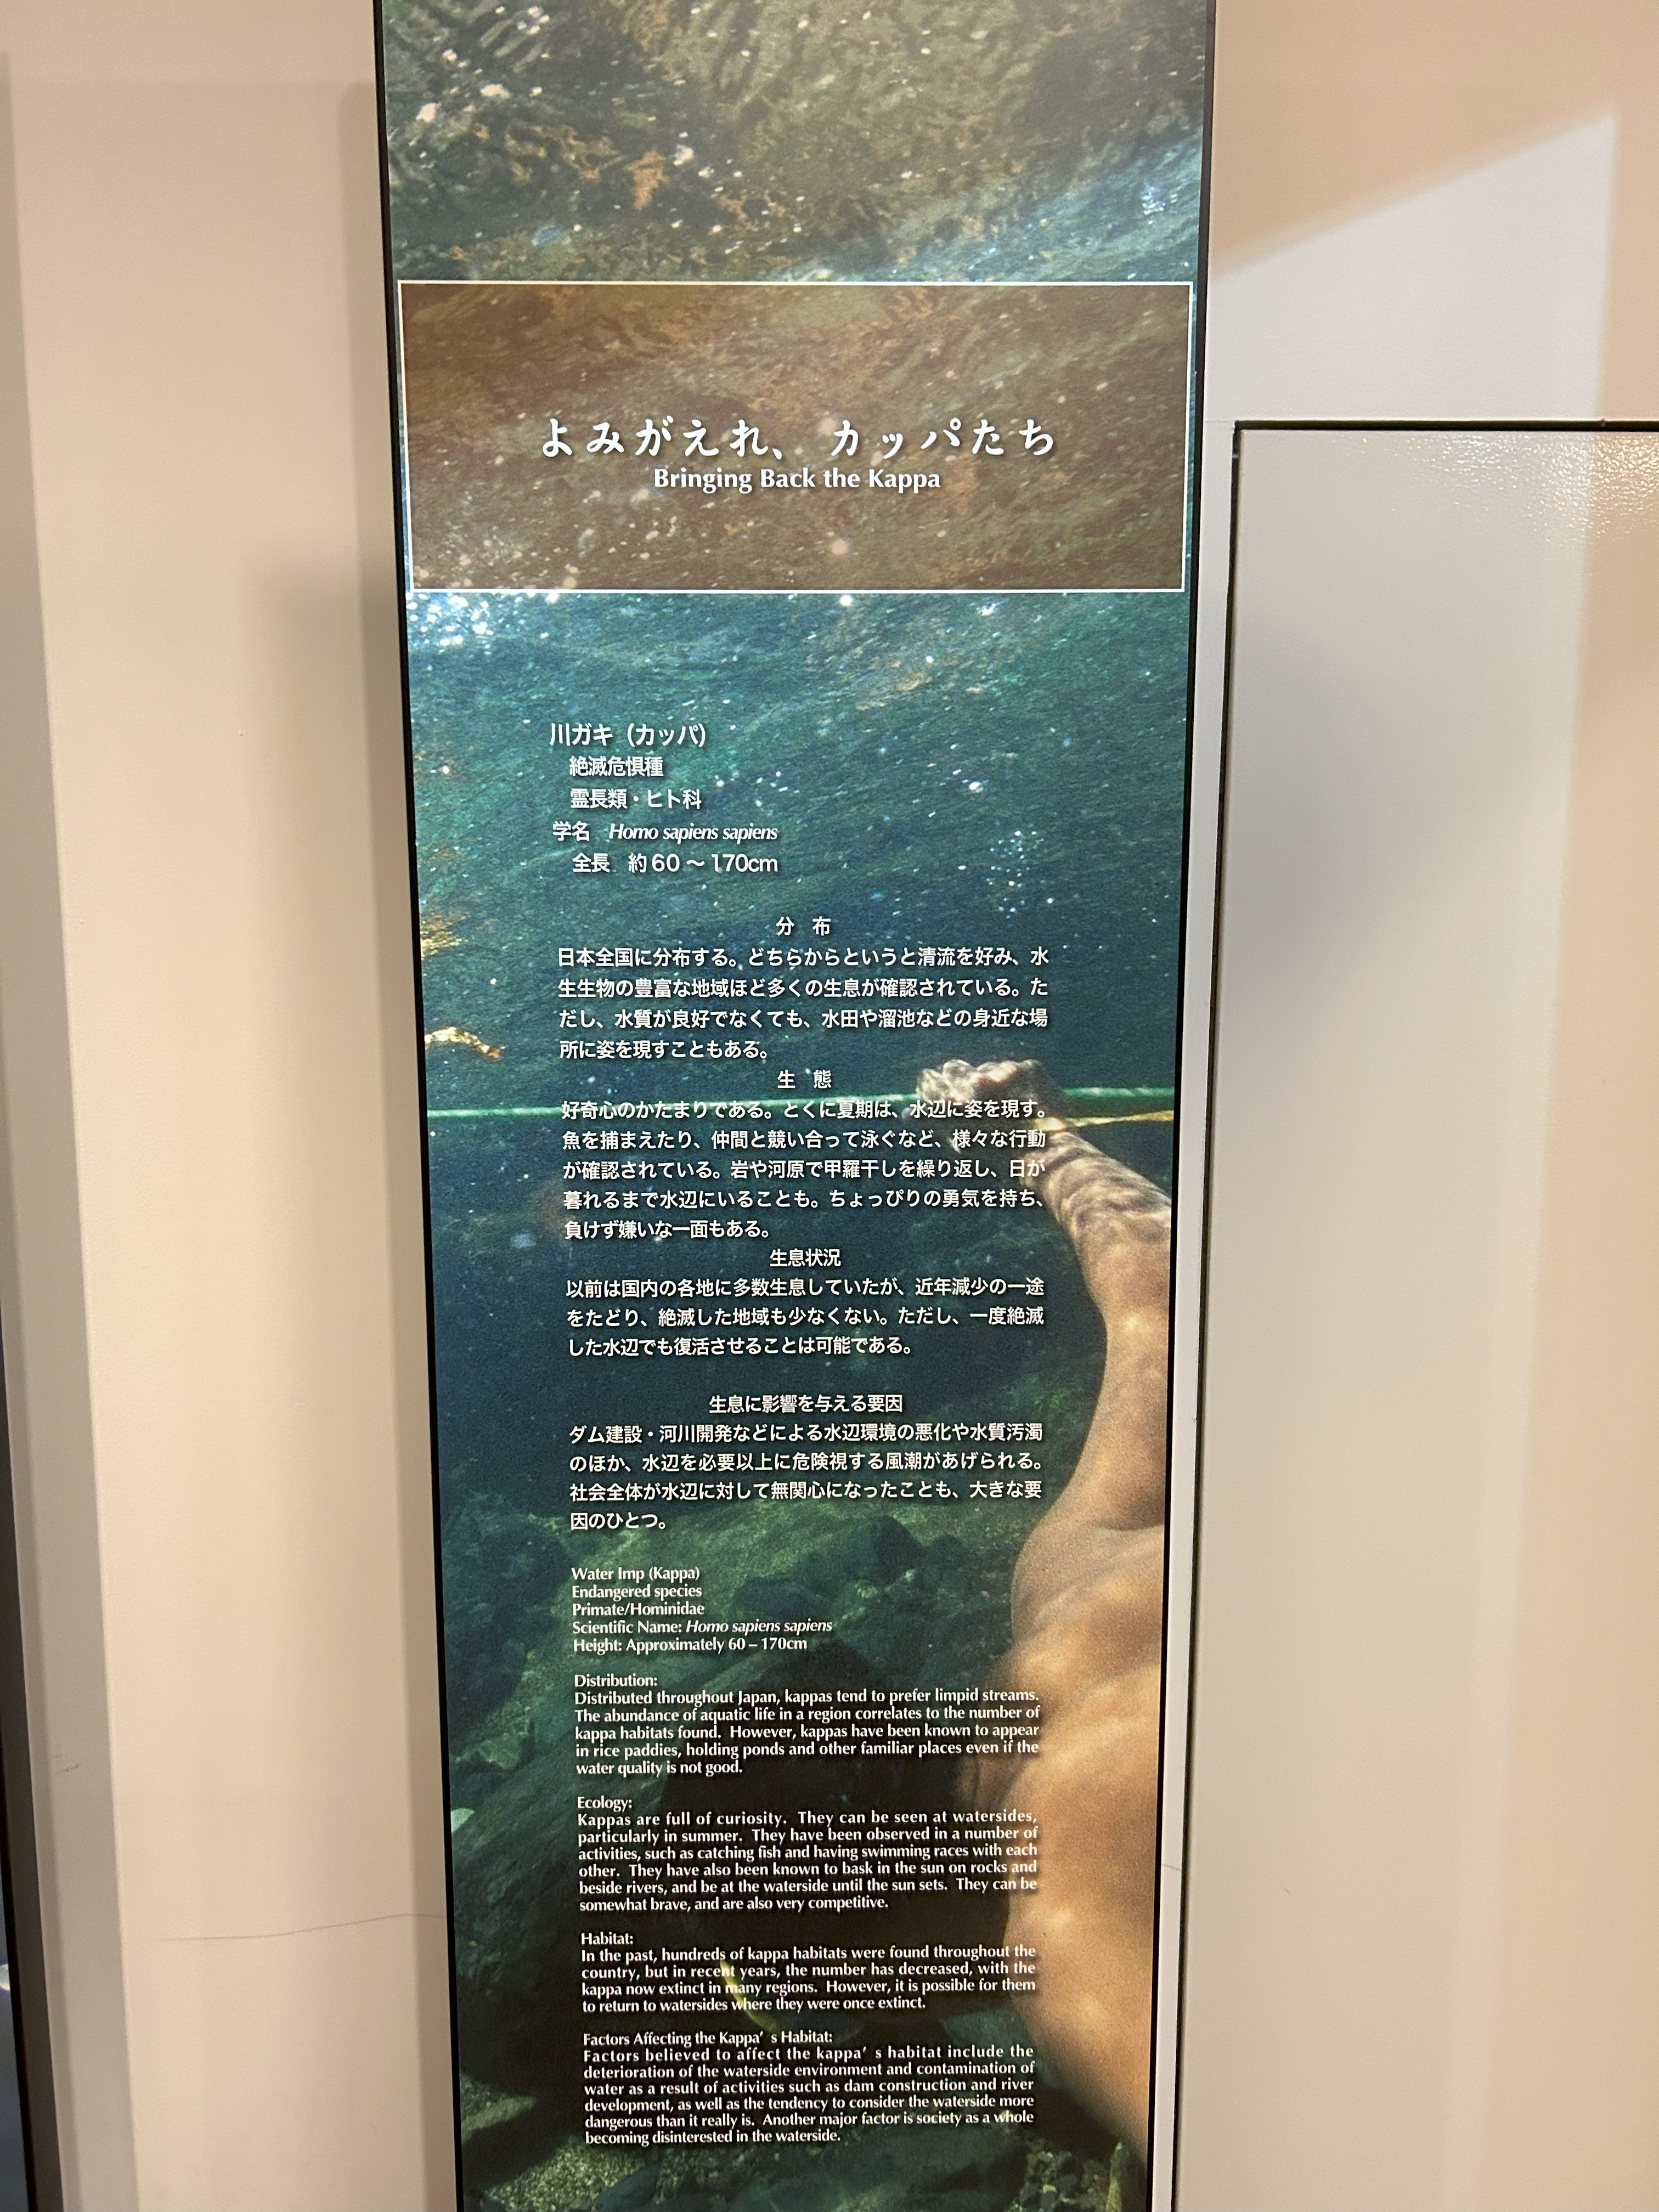 よみがえれ、カッパたち
Bringing Back the Kappa
川ガキ（カッパ）
絶滅危惧種
霊長類・ヒト科
学名　Homo sapiens sapiens
全長　約60～170cm
分　布
日本全国に分布する。どちらからというと清流を好み、水
生生物の豊富な地域ほど多くの生息が確認されている。た
だし、水質が良好でなくても、水田や溜池などの身近な場
所に姿を現すこともある。
生　態
好奇心のかたまりである。とくに夏期は、水辺に姿を現す。
魚を捕まえたり、仲間と競い合って泳ぐなど、様々な行動
が確認されている。岩や河原で甲羅干しを繰り返し、日が
暮れるまで水辺にいることも。ちょっぴりの勇気を持ち、
負けず嫌いな一面もある。
生息状況
以前は国内の各地に多数生息していたが、近年減少の一途
をたどり、絶滅した地域も少なくない。ただし、一度絶滅
した水辺でも復活させることは可能である。
生息に影響を与える要因
ダム建設・河川開発などによる水辺環境の悪化や水質汚濁
のほか、水辺を必要以上に危険視する風潮があげられる。
社会全体が水辺に対して無関心になったことも、大きな要
因のひとつ。
Water Imp (Kappa)
Endangered species
Primate/Hominidae
Scientific Name: Homo sapiens sapiens
Height: Approximately 60 – 170cm
Distribution:
Distributed throughout Japan, kappas tend to prefer limpid streams.
The abundance of aquatic life in a region correlates to the number of
kappa habitats found. However, kappas have been known to appear
in rice paddies, holding ponds and other familiar places even if the
water quality is not good.
Ecology:
Kappas are full of curiosity. They can be seen at watersides,
particularly in summer. They have been observed in a number of
activities, such as catching fish and having swimming races with each
other. They have also been known to bask in the sun on rocks and
beside rivers, and be at the waterside until the sun sets. They can be
somewhat brave, and are also very competitive.
Habitat:
In the past, hundreds of kappa habitats were found throughout the
country, but in recent years, the number has decreased, with the
kappa now extinct in many regions. However, it is possible for them
to return to watersides where they were once extinct.
Factors Affecting the Kappa’ s Habitat:
Factors believed to affect the kappa’ s habitat include the
deterioration of the waterside environment and contamination of
water as a result of activities such as dam construction and river
development, as well as the tendency to consider the waterside more
dangerous than it really is. Another major factor is society as a whole
becoming disinterested in the waterside.